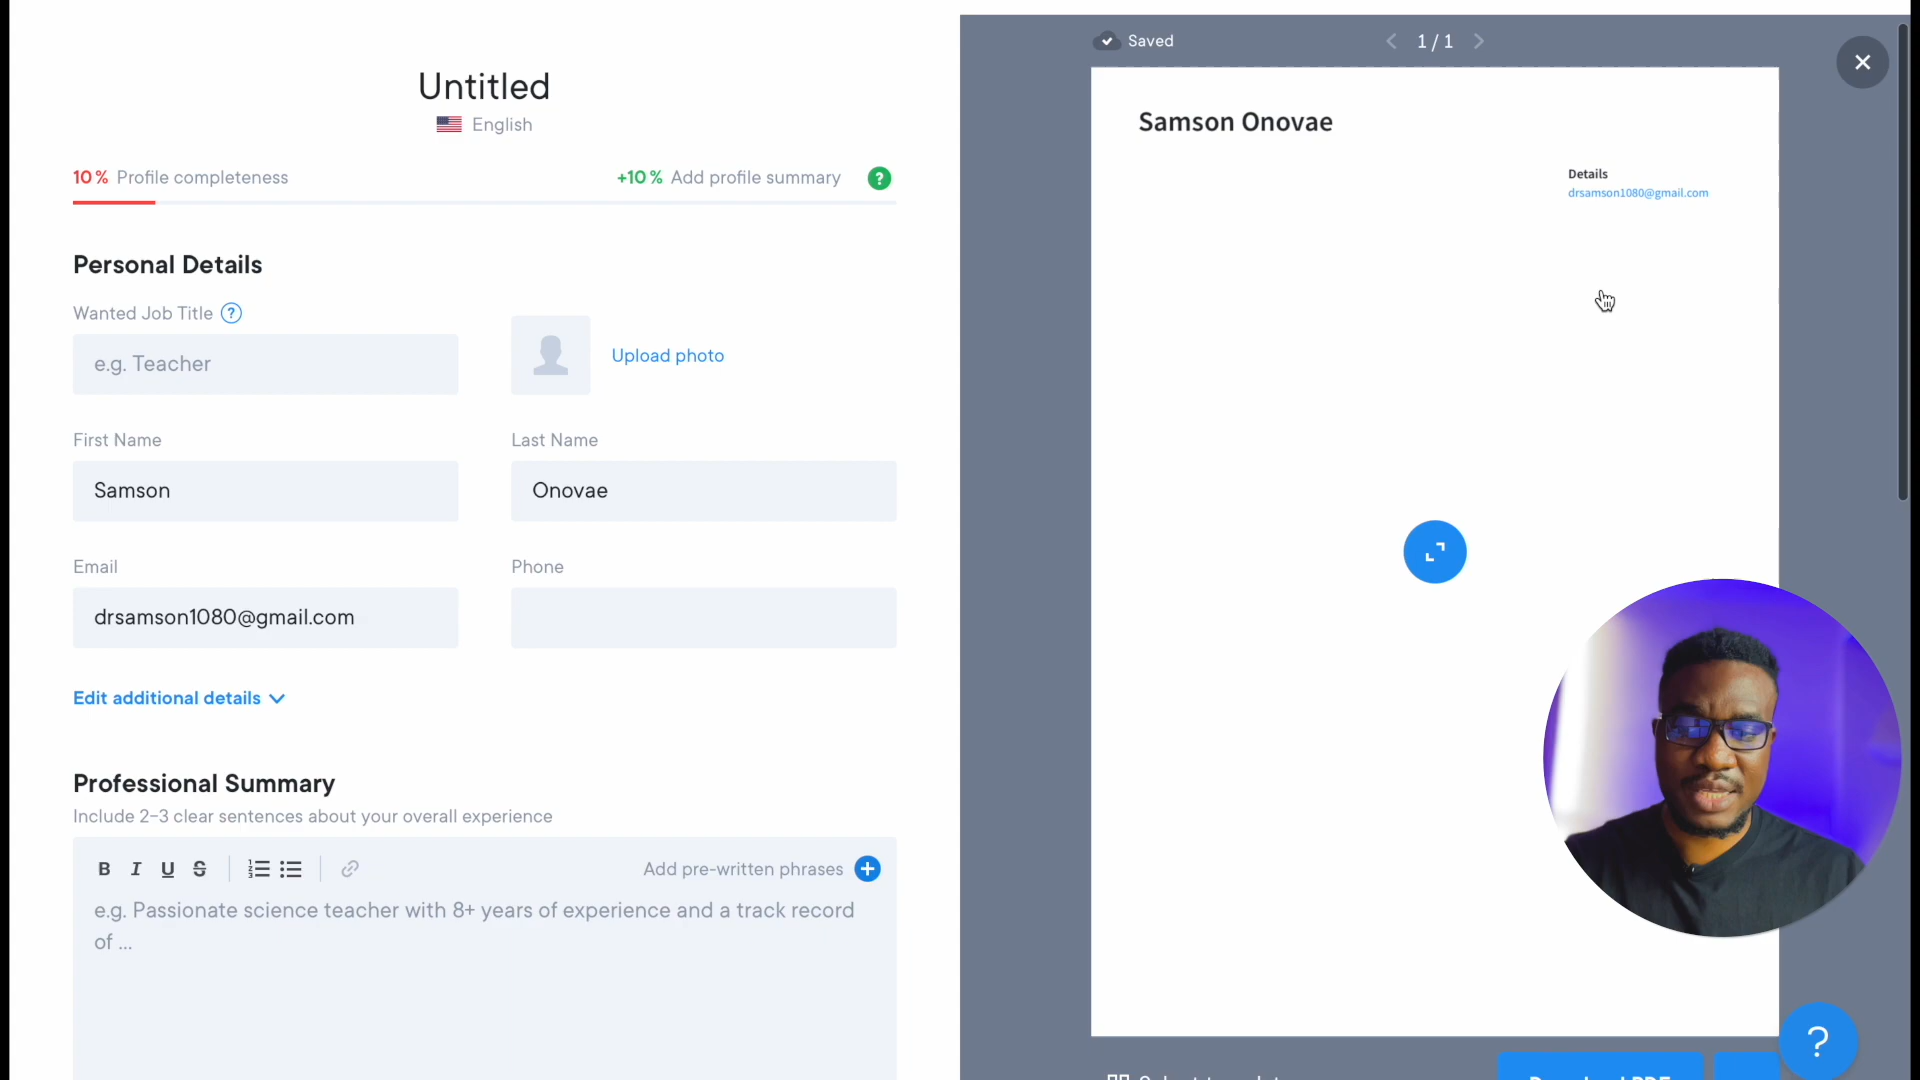 Untitled
English
10% Profile completeness
+10% Add profile summary
?
Personal Details
Wanted Job Title ?
e.g. Teacher
Upload photo
First Name
Last Name
Samson
Onovae
Email
Phone
drsamson1080@gmail.com
Edit additional details
Professional Summary
Include 2-3 clear sentences about your overall experience
B I U S
Add pre-written phrases
e.g. Passionate science teacher with 8+ years of experience and a track record
of ...
Saved
1 / 1
Samson Onovae
Details
drsamson1080@gmail.com
Download PDF
?